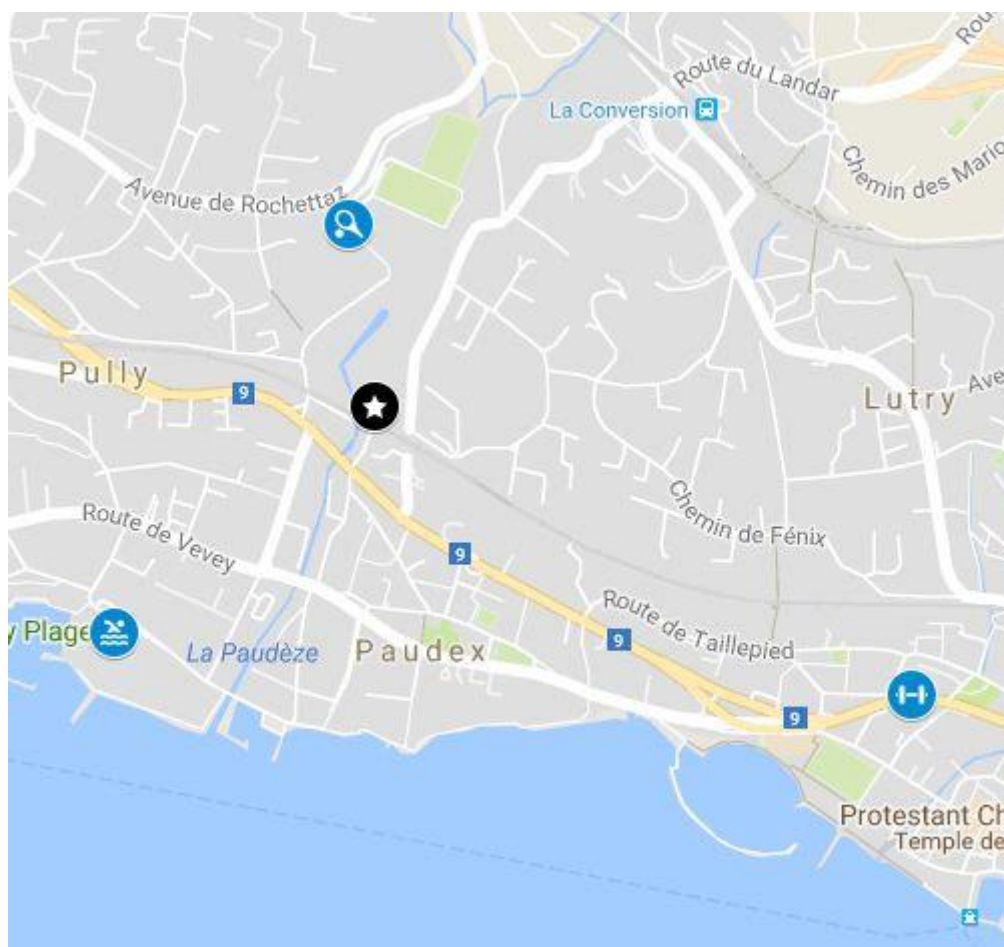 Rou
Route du Landar
La Conversion
Chemin des Mario
Avenue de Rochettaz
Pully
9
Lutry
Ave
Route de Vevey
Chemin de Fénix
9
Route de Taillepied
y Plage
La Paudèze
Paudex
9
9
Protestant Ch
Temple de